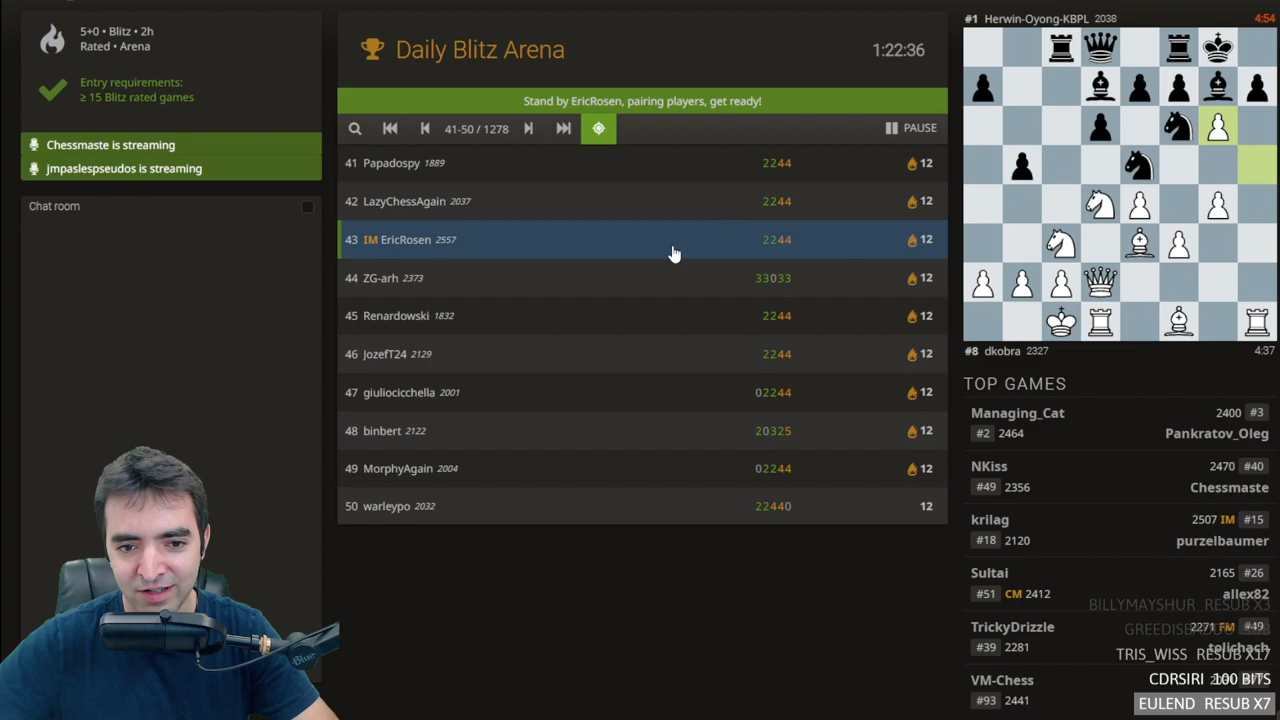 5+0 • Blitz • 2h
Rated • Arena
Entry requirements:
≥ 15 Blitz rated games
Chessmaste is streaming
jmpaslespseudos is streaming
Chat room
Daily Blitz Arena
1:22:36
Stand by EricRosen, pairing players, get ready!
41-50 / 1278
PAUSE
41 Papadospy 1889 2244 12
42 LazyChessAgain 2037 2244 12
43 IM EricRosen 2557 2244 12
44 ZG-arh 2373 33033 12
45 Renardowski 1832 2244 12
46 JozefT24 2129 2244 12
47 giuliocicchella 2001 02244 12
48 binbert 2122 20325 12
49 MorphyAgain 2004 02244 12
50 warleypo 2032 22440 12
#1 Herwin-Oyong-KBPL 2038 4:54
#8 dkobra 2327 4:37
TOP GAMES
Managing_Cat 2400 #3
#2 2464 Pankratov_Oleg
NKiss 2470 #40
#49 2356 Chessmaste
krilag 2507 IM #15
#18 2120 purzelbaumer
Sultai 2165 #26
#51 CM 2412 allex82
BILLYMAYSHUR RESUB X3
TrickyDrizzle 2271 FM #49
#39 2281 tolichach
TRIS_WISS RESUB X17
VM-Chess
CDRSIRI 100 BITS
#93 2441
EULEND RESUB X7